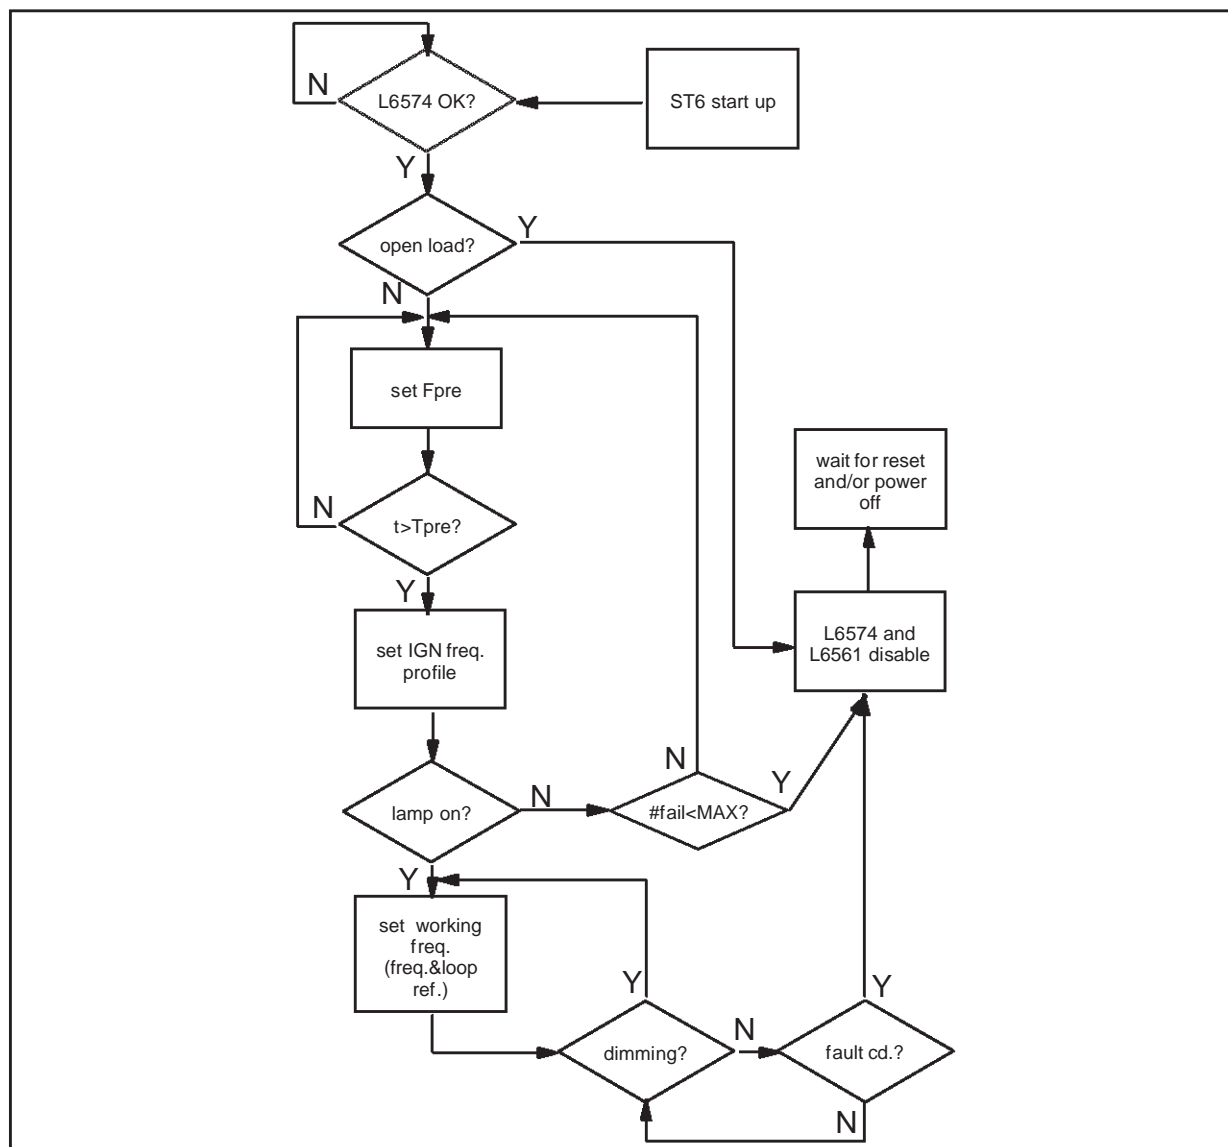 N
L6574 OK?
ST6 start up
Y
open load?
Y
N
set Fpre
wait for reset
and/or power
off
N
t>Tpre?
Y
L6574 and
L6561 disable
set IGN freq.
profile
N
Y
lamp on?
N
#fail<MAX?
Y
set working
freq.
(freq.&loop
ref.)
Y
Y
dimming?
N
fault cd.?
N